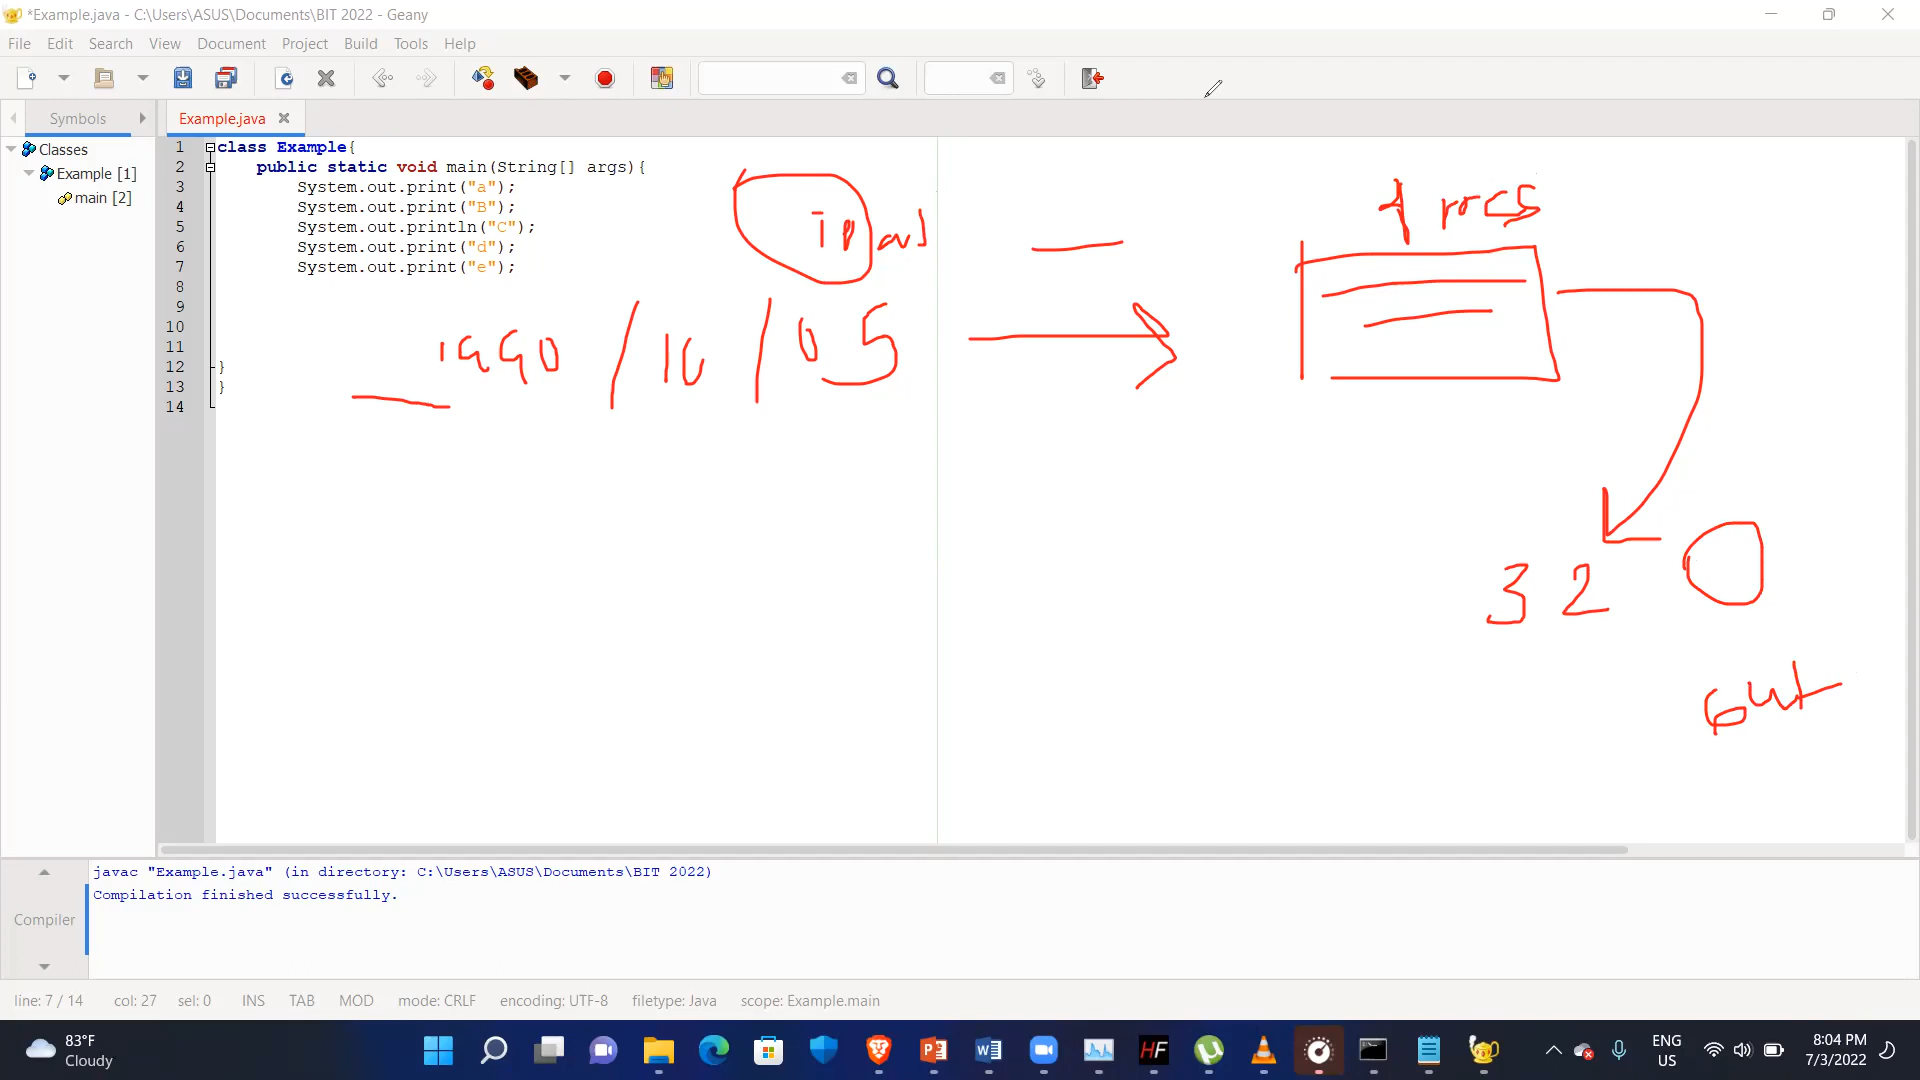 *Example.java - C:\Users\ASUS\Documents\BIT 2022 - Geany
File Edit Search View Document Project Build Tools Help
Symbols
Example.java
Classes
Example [1]
main [2]
1 class Example{
2 public static void main(String[] args){
3 System.out.print("a");
4 System.out.print("B");
5 System.out.println("C");
6 System.out.print("d");
7 System.out.print("e");
8
9
10
11
12 }
13 }
14
1990 / 10 / 05
32
out
javac "Example.java" (in directory: C:\Users\ASUS\Documents\BIT 2022)
Compilation finished successfully.
Compiler
line: 7 / 14 col: 27 sel: 0 INS TAB MOD mode: CRLF encoding: UTF-8 filetype: Java scope: Example.main
83°F
Cloudy
HF
ENG
US
8:04 PM
7/3/2022